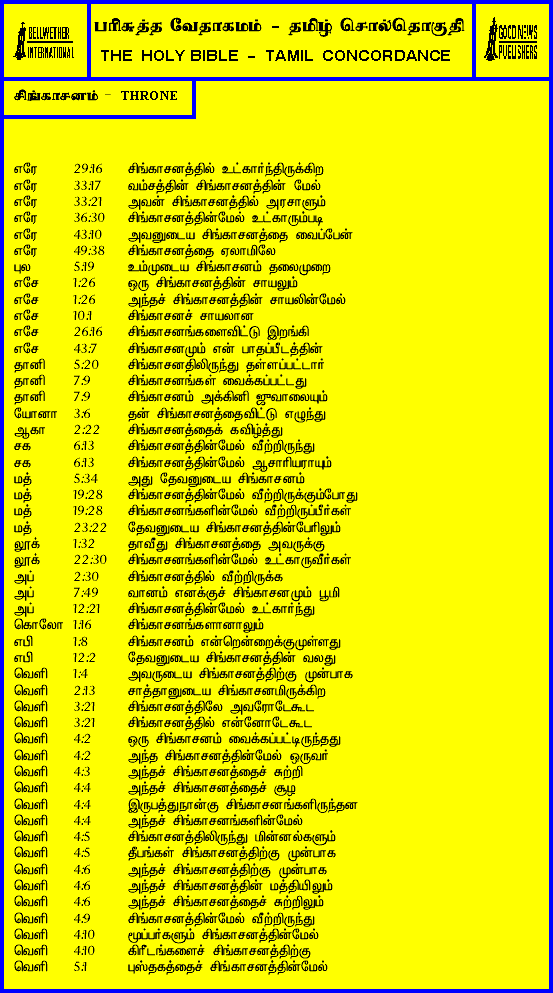 BELLWETHER INTERNATIONAL
பரிசுத்த வேதாகமம் - தமிழ் சொல்தொகுதி
THE HOLY BIBLE - TAMIL CONCORDANCE
GOOD NEWS PUBLISHERS
சிங்காசனம் - THRONE
எரே 29:16 சிங்காசனத்தில் உட்கார்ந்திருக்கிற
எரே 33:17 வம்சத்தின் சிங்காசனத்தின் மேல்
எரே 33:21 அவன் சிங்காசனத்தில் அரசாளும்
எரே 36:30 சிங்காசனத்தின்மேல் உட்காரும்படி
எரே 43:10 அவனுடைய சிங்காசனத்தை வைப்பேன்
எரே 49:38 சிங்காசனத்தை ஏலாமிலே
புல 5:19 உம்முடைய சிங்காசனம் தலைமுறை
எசே 1:26 ஒரு சிங்காசனத்தின் சாயலும்
எசே 1:26 அந்தச் சிங்காசனத்தின் சாயலின்மேல்
எசே 10:1 சிங்காசனச் சாயலான
எசே 26:16 சிங்காசனங்களைவிட்டு இறங்கி
எசே 43:7 சிங்காசனமும் என் பாதப்பீடத்தின்
தானி 5:20 சிங்காசனதிலிருந்து தள்ளப்பட்டார்
தானி 7:9 சிங்காசனங்கள் வைக்கப்பட்டது
தானி 7:9 சிங்காசனம் அக்கினி ஜுவாலையும்
யோனா 3:6 தன் சிங்காசனத்தைவிட்டு எழுந்து
ஆகா 2:22 சிங்காசனத்தைக் கவிழ்த்து
சக 6:13 சிங்காசனத்தின்மேல் வீற்றிருந்து
சக 6:13 சிங்காசனத்தின்மேல் ஆசாரியராயும்
மத் 5:34 அது தேவனுடைய சிங்காசனம்
மத் 19:28 சிங்காசனத்தின்மேல் வீற்றிருக்கும்போது
மத் 19:28 சிங்காசனங்களின்மேல் வீற்றிருப்பீர்கள்
மத் 23:22 தேவனுடைய சிங்காசனத்தின்பேரிலும்
லூக் 1:32 தாவீது சிங்காசனத்தை அவருக்கு
லூக் 22:30 சிங்காசனங்களின்மேல் உட்காருவீர்கள்
அப் 2:30 சிங்காசனத்தில் வீற்றிருக்க
அப் 7:49 வானம் எனக்குச் சிங்காசனமும் பூமி
அப் 12:21 சிங்காசனத்தின்மேல் உட்கார்ந்து
கொலோ 1:16 சிங்காசனங்களானாலும்
எபி 1:8 சிங்காசனம் என்றென்றைக்குமுள்ளது
எபி 12:2 தேவனுடைய சிங்காசனத்தின் வலது
வெளி 1:4 அவருடைய சிங்காசனத்திற்கு முன்பாக
வெளி 2:13 சாத்தானுடைய சிங்காசனமிருக்கிற
வெளி 3:21 சிங்காசனத்திலே அவரோடேகூட
வெளி 3:21 சிங்காசனத்தில் என்னோடேகூட
வெளி 4:2 ஒரு சிங்காசனம் வைக்கப்பட்டிருந்தது
வெளி 4:2 அந்த சிங்காசனத்தின்மேல் ஒருவர்
வெளி 4:3 அந்தச் சிங்காசனத்தைச் சுற்றி
வெளி 4:4 அந்தச் சிங்காசனத்தைச் சூழ
வெளி 4:4 இருபத்துநான்கு சிங்காசனங்களிருந்தன
வெளி 4:4 அந்தச் சிங்காசனங்களின்மேல்
வெளி 4:5 சிங்காசனத்திலிருந்து மின்னல்களும்
வெளி 4:5 தீபங்கள் சிங்காசனத்திற்கு முன்பாக
வெளி 4:6 அந்தச் சிங்காசனத்திற்கு முன்பாக
வெளி 4:6 அந்தச் சிங்காசனத்தின் மத்தியிலும்
வெளி 4:6 அந்தச் சிங்காசனத்தைச் சுற்றிலும்
வெளி 4:9 சிங்காசனத்தின்மேல் வீற்றிருந்து
வெளி 4:10 மூப்பர்களும் சிங்காசனத்தின்மேல்
வெளி 4:10 கிரீடங்களைச் சிங்காசனத்திற்கு
வெளி 5:1 புஸ்தகத்தைச் சிங்காசனத்தின்மேல்